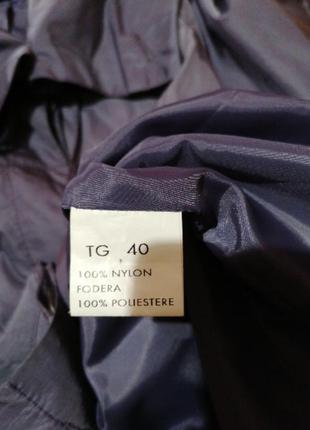 TG 40
100% NYLON
FODERA
100% POLIESTERE